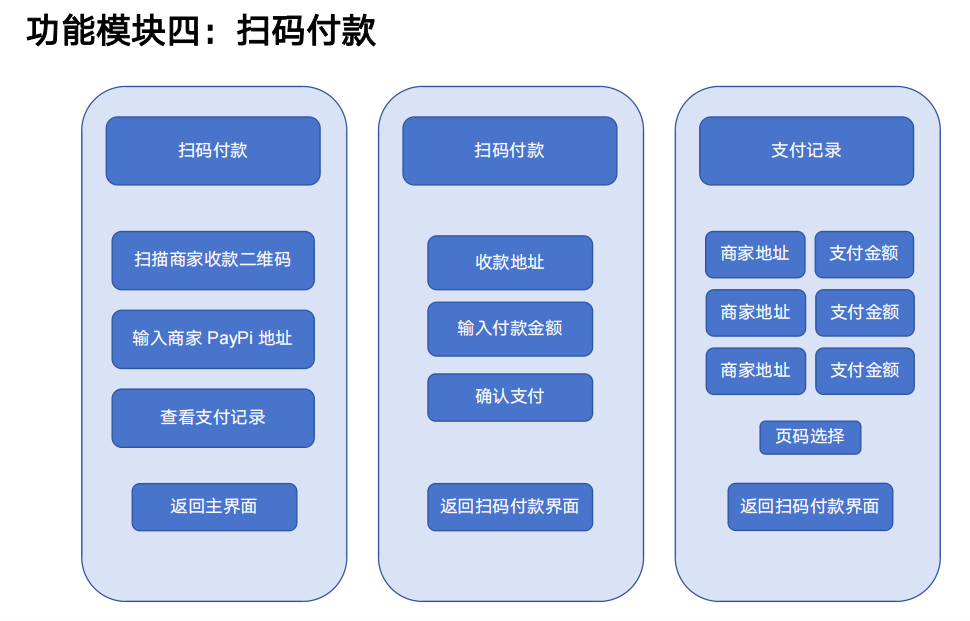 功能模块四：扫码付款
扫码付款
扫描商家收款二维码
输入商家 PayPi 地址
查看支付记录
返回主界面
扫码付款
收款地址
输入付款金额
确认支付
返回扫码付款界面
支付记录
商家地址 支付金额
商家地址 支付金额
商家地址 支付金额
页码选择
返回扫码付款界面